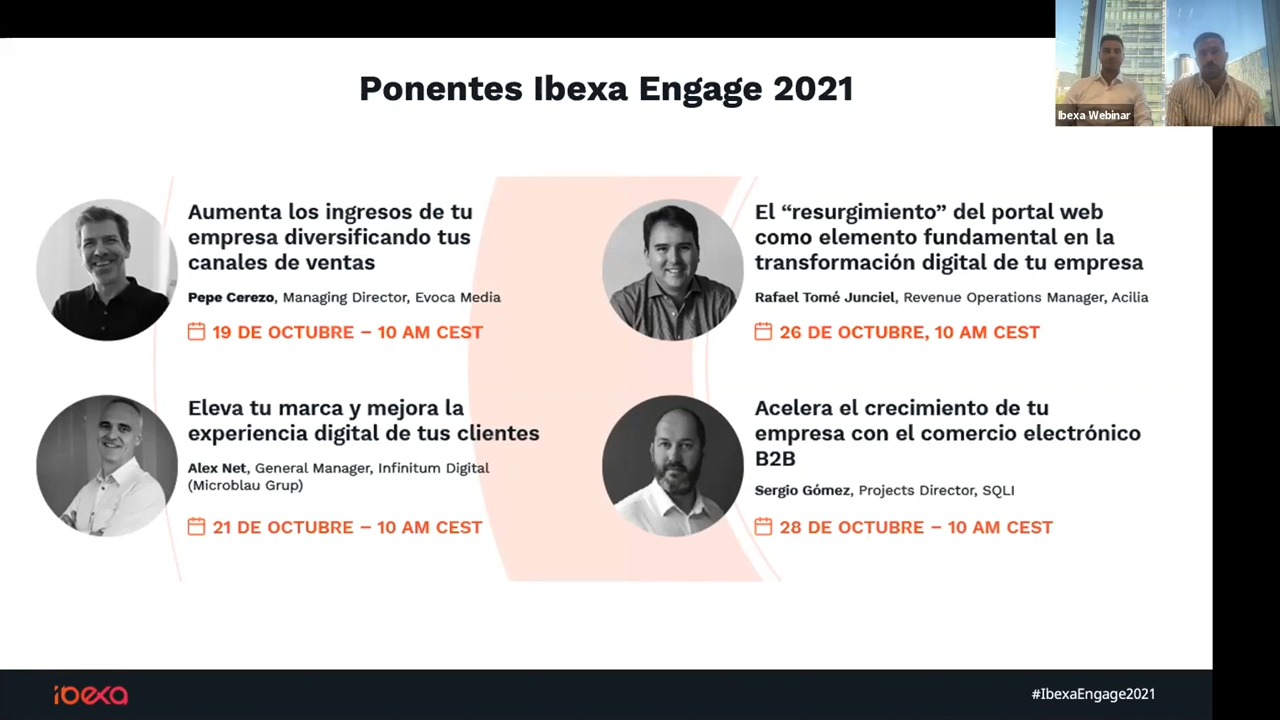 Ponentes Ibexa Engage 2021
Ibexa Webinar
Aumenta los ingresos de tu
empresa diversificando tus
canales de ventas
Pepe Cerezo, Managing Director, Evoca Media
19 DE OCTUBRE – 10 AM CEST
El “resurgimiento” del portal web
como elemento fundamental en la
transformación digital de tu empresa
Rafael Tomé Junciel, Revenue Operations Manager, Acilia
26 DE OCTUBRE, 10 AM CEST
Eleva tu marca y mejora la
experiencia digital de tus clientes
Alex Net, General Manager, Infinitum Digital
(Microblau Grup)
21 DE OCTUBRE – 10 AM CEST
Acelera el crecimiento de tu
empresa con el comercio electrónico
B2B
Sergio Gómez, Projects Director, SQLI
28 DE OCTUBRE – 10 AM CEST
ibexa
#IbexaEngage2021